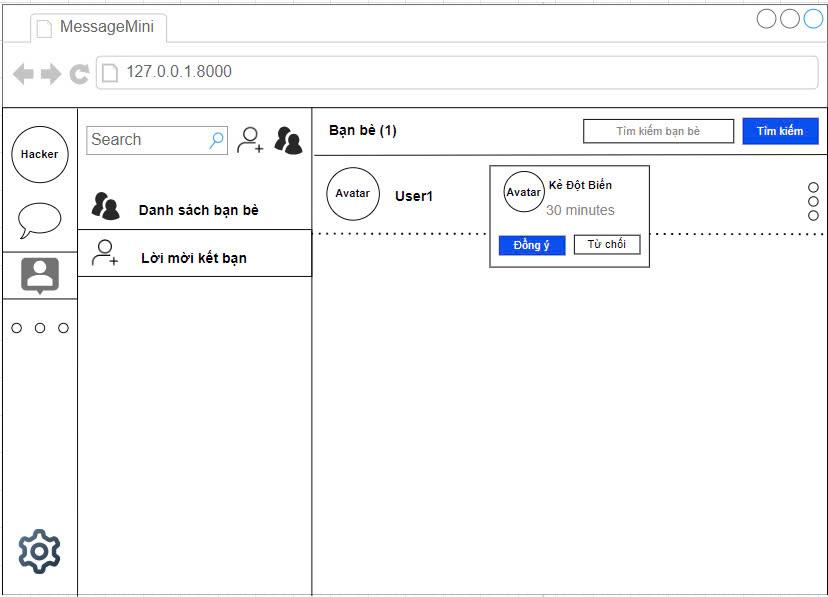 MessageMini
127.0.0.1.8000
Hacker
Search
Danh sách bạn bè
Lời mời kết bạn
Bạn bè (1)
Tìm kiếm bạn bè
Tìm kiếm
Avatar
User1
Avatar
Kẻ Đột Biến
30 minutes
Đồng ý
Từ chối